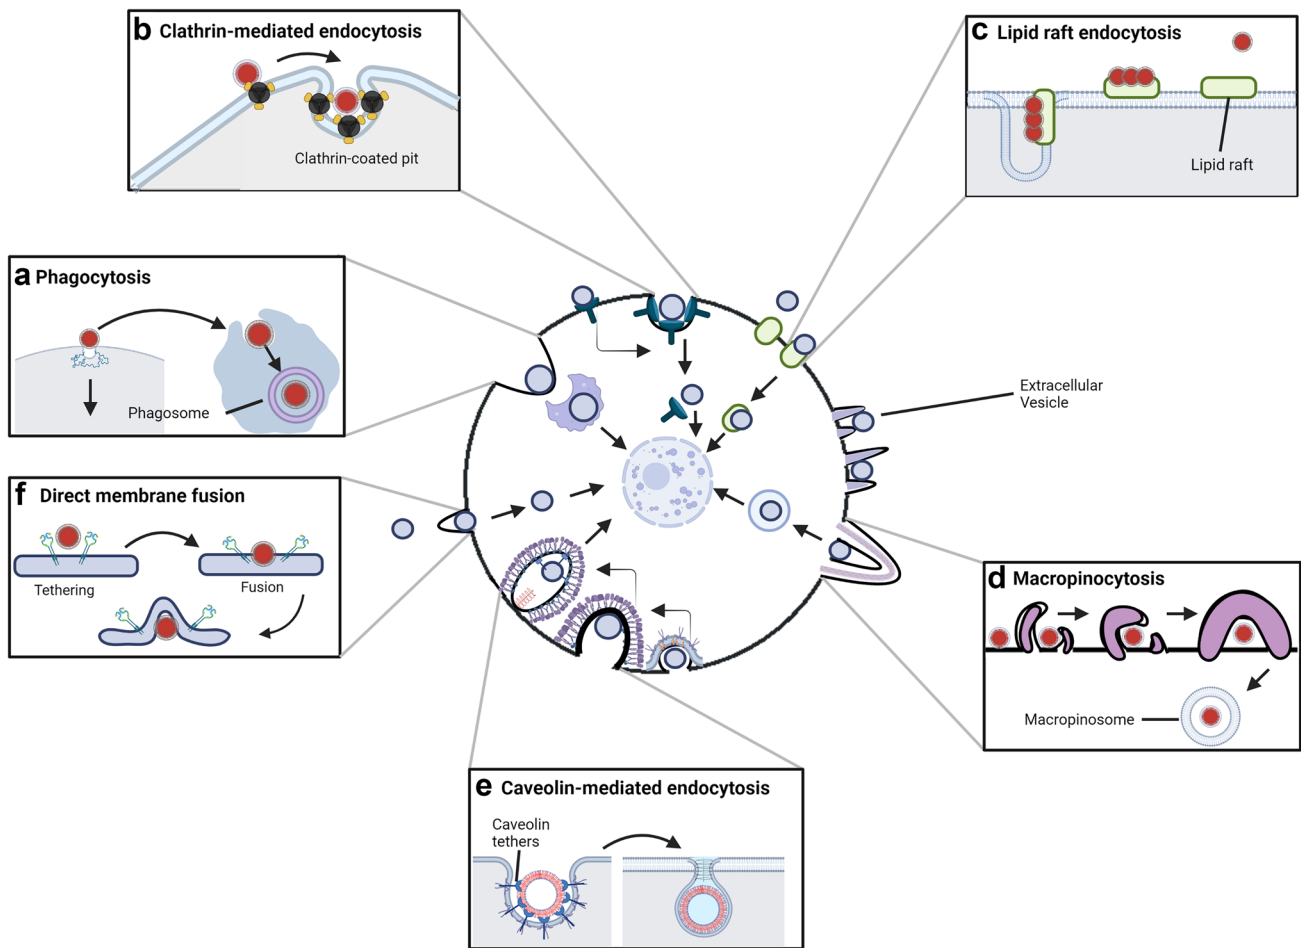 b Clathrin-mediated endocytosis
Clathrin-coated pit
c Lipid raft endocytosis
Lipid raft
a Phagocytosis
Phagosome
Extracellular
Vesicle
f Direct membrane fusion
Tethering
Fusion
d Macropinocytosis
Macropinosome
e Caveolin-mediated endocytosis
Caveolin
tethers